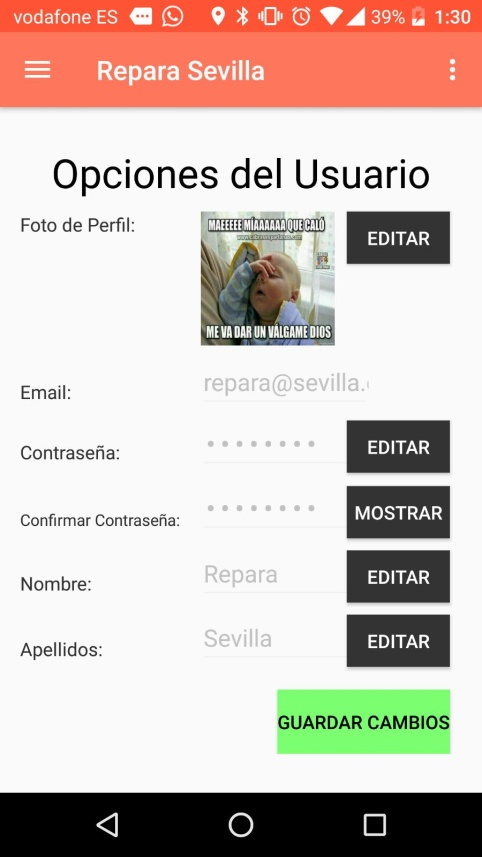 vodafone ES 39% 1:30
Repara Sevilla
Opciones del Usuario
Foto de Perfil:
MAEEEEE MÍAAAAAA QUE CALÓ
ME VA DAR UN VÁLGAME DIOS
EDITAR
Email:
repara@sevilla.
Contraseña:
EDITAR
Confirmar Contraseña:
MOSTRAR
Nombre:
Repara
EDITAR
Apellidos:
Sevilla
EDITAR
GUARDAR CAMBIOS